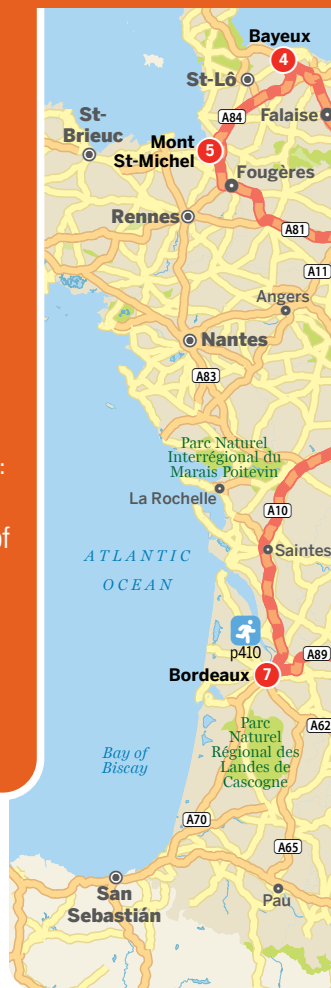 Bayeux
4
St-Lô
A84
Falaise
St-
Brieuc
Mont
St-Michel
5
Fougères
Rennes
A81
A11
Angers
Nantes
A83
Parc Naturel
Interrégional du
Marais Poitevin
:
La Rochelle
A10
of
ATLANTIC
OCEAN
Saintes
p410
A89
Bordeaux
7
Parc
Naturel
Régional des
Landes de
Cascogne
A62
Bay of
Biscay
A70
A65
San
Sebastián
Pau